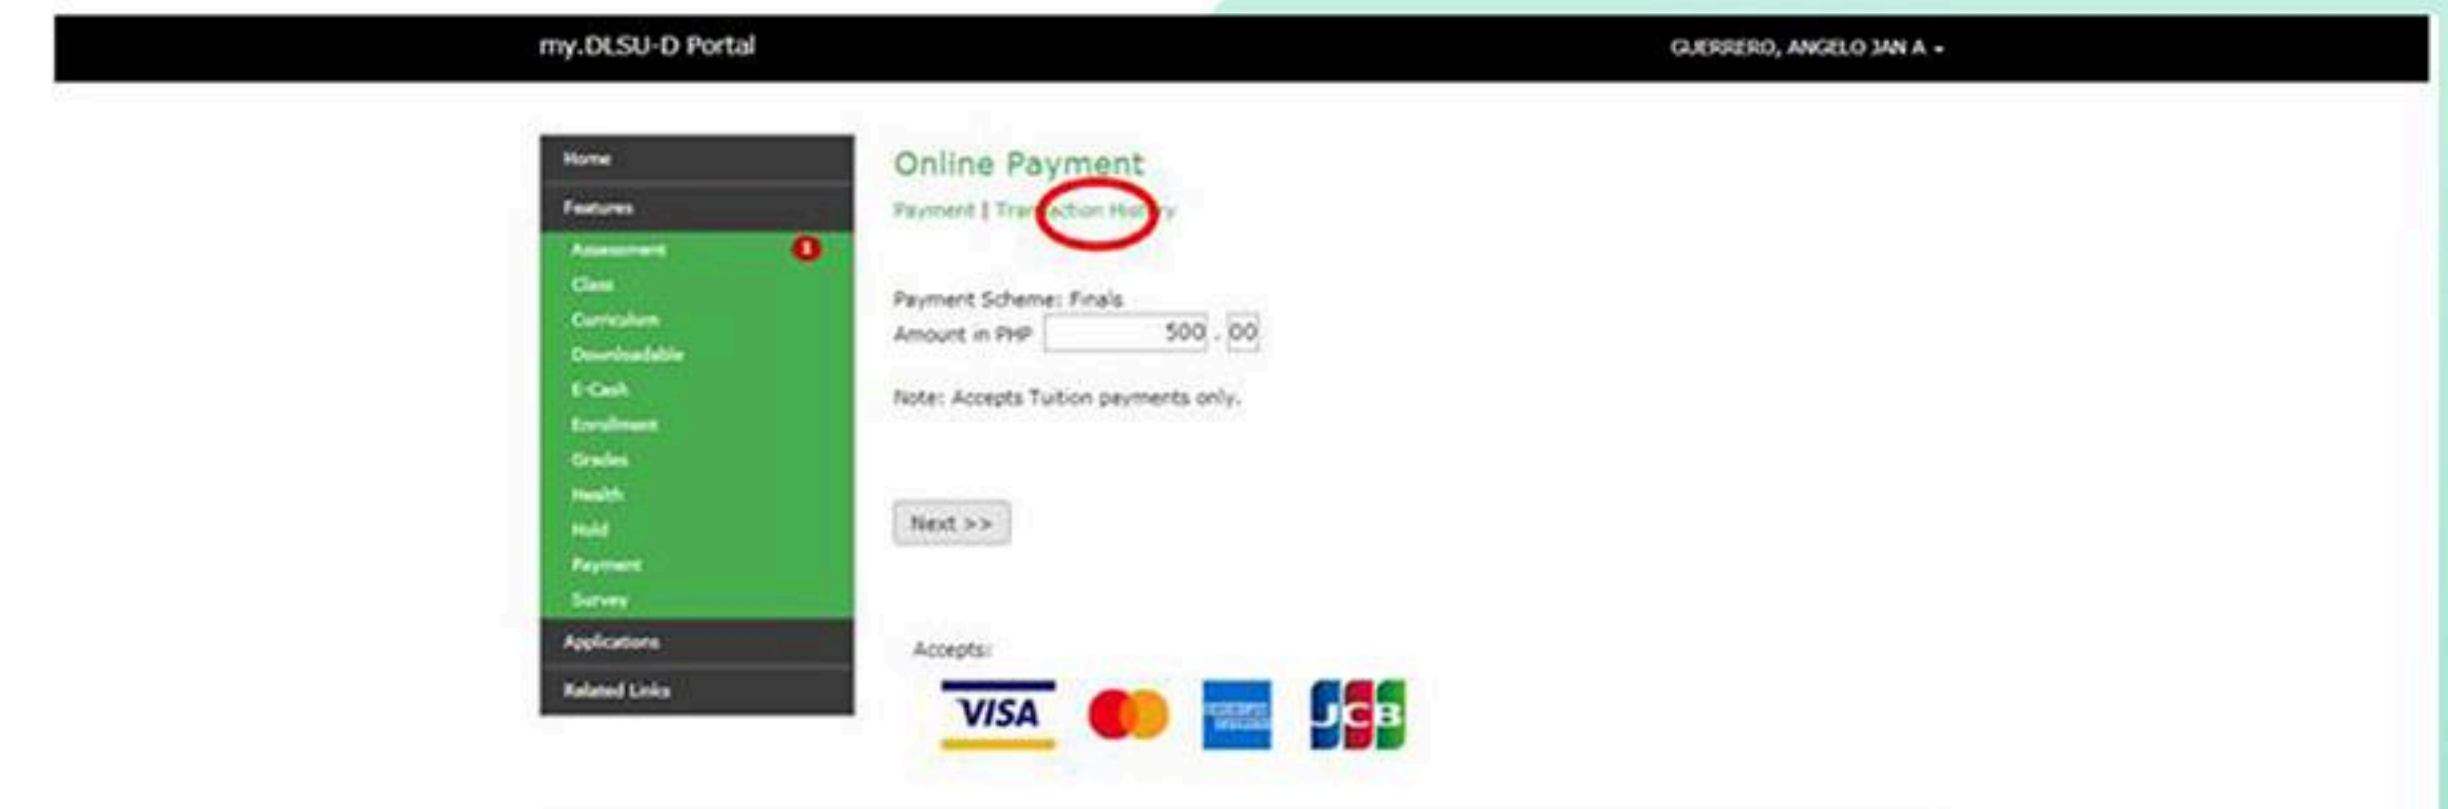 my.DLSU-D Portal
GUERRERO, ANGELO JAN A
Home
Features
Assessment
Class
Curriculum
Downloadable
E-Cash
Enrollment
Grades
Health
Hold
Payment
Survey
Applications
Related Links
Online Payment
Payment | Transaction History
Payment Scheme: Finals
Amount in PHP 500 . 00
Note: Accepts Tuition payments only.
Next >>
Accepts:
VISA
AMERICAN EXPRESS
JCB